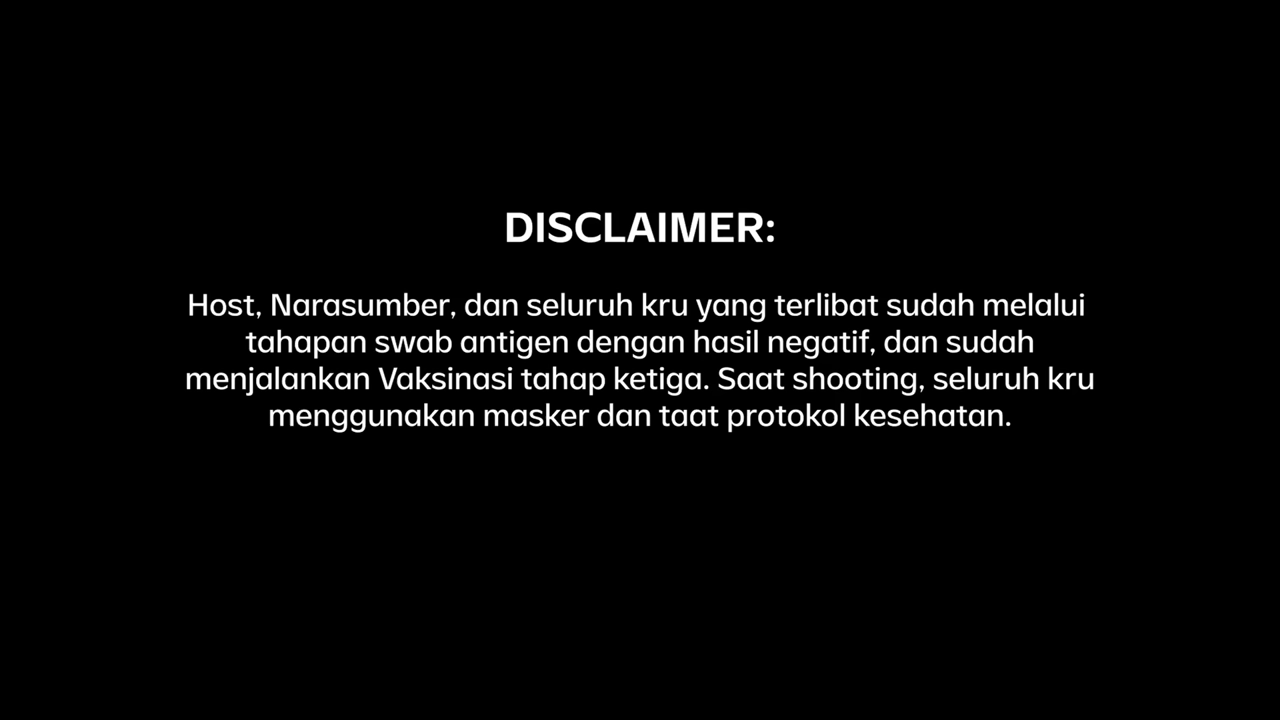 DISCLAIMER:
Host, Narasumber, dan seluruh kru yang terlibat sudah melalui
tahapan swab antigen dengan hasil negatif, dan sudah
menjalankan Vaksinasi tahap ketiga. Saat shooting, seluruh kru
menggunakan masker dan taat protokol kesehatan.